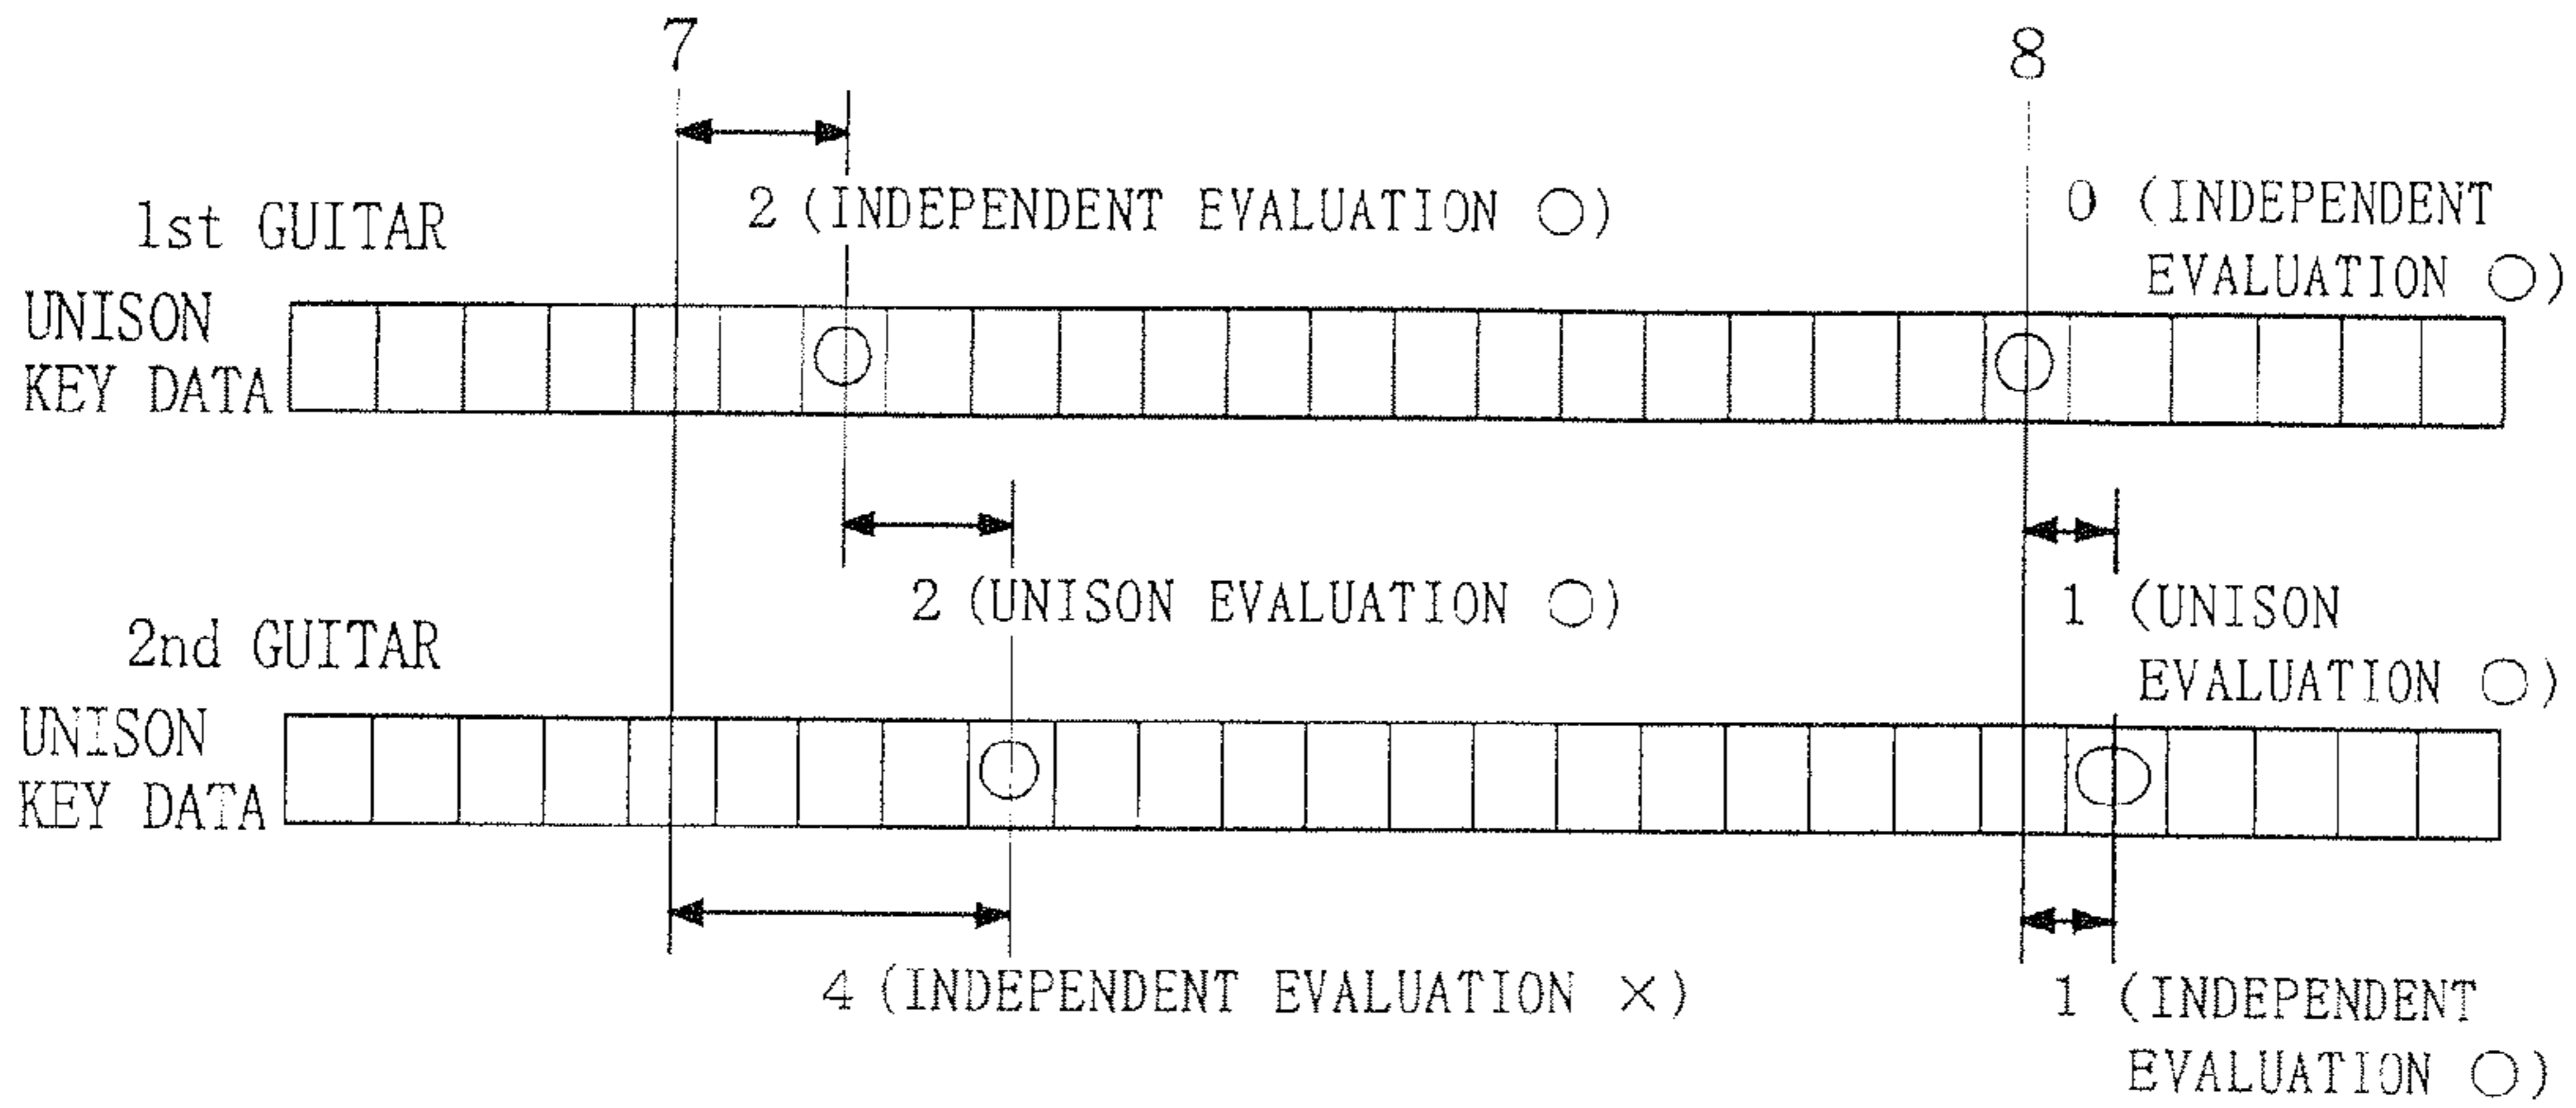 7
8
2 (INDEPENDENT EVALUATION ○)
0 (INDEPENDENT
EVALUATION ○)
1st GUITAR
UNISON
KEY DATA
2 (UNISON EVALUATION ○)
1 (UNISON
EVALUATION ○)
2nd GUITAR
UNISON
KEY DATA
4 (INDEPENDENT EVALUATION ×)
1 (INDEPENDENT
EVALUATION ○)